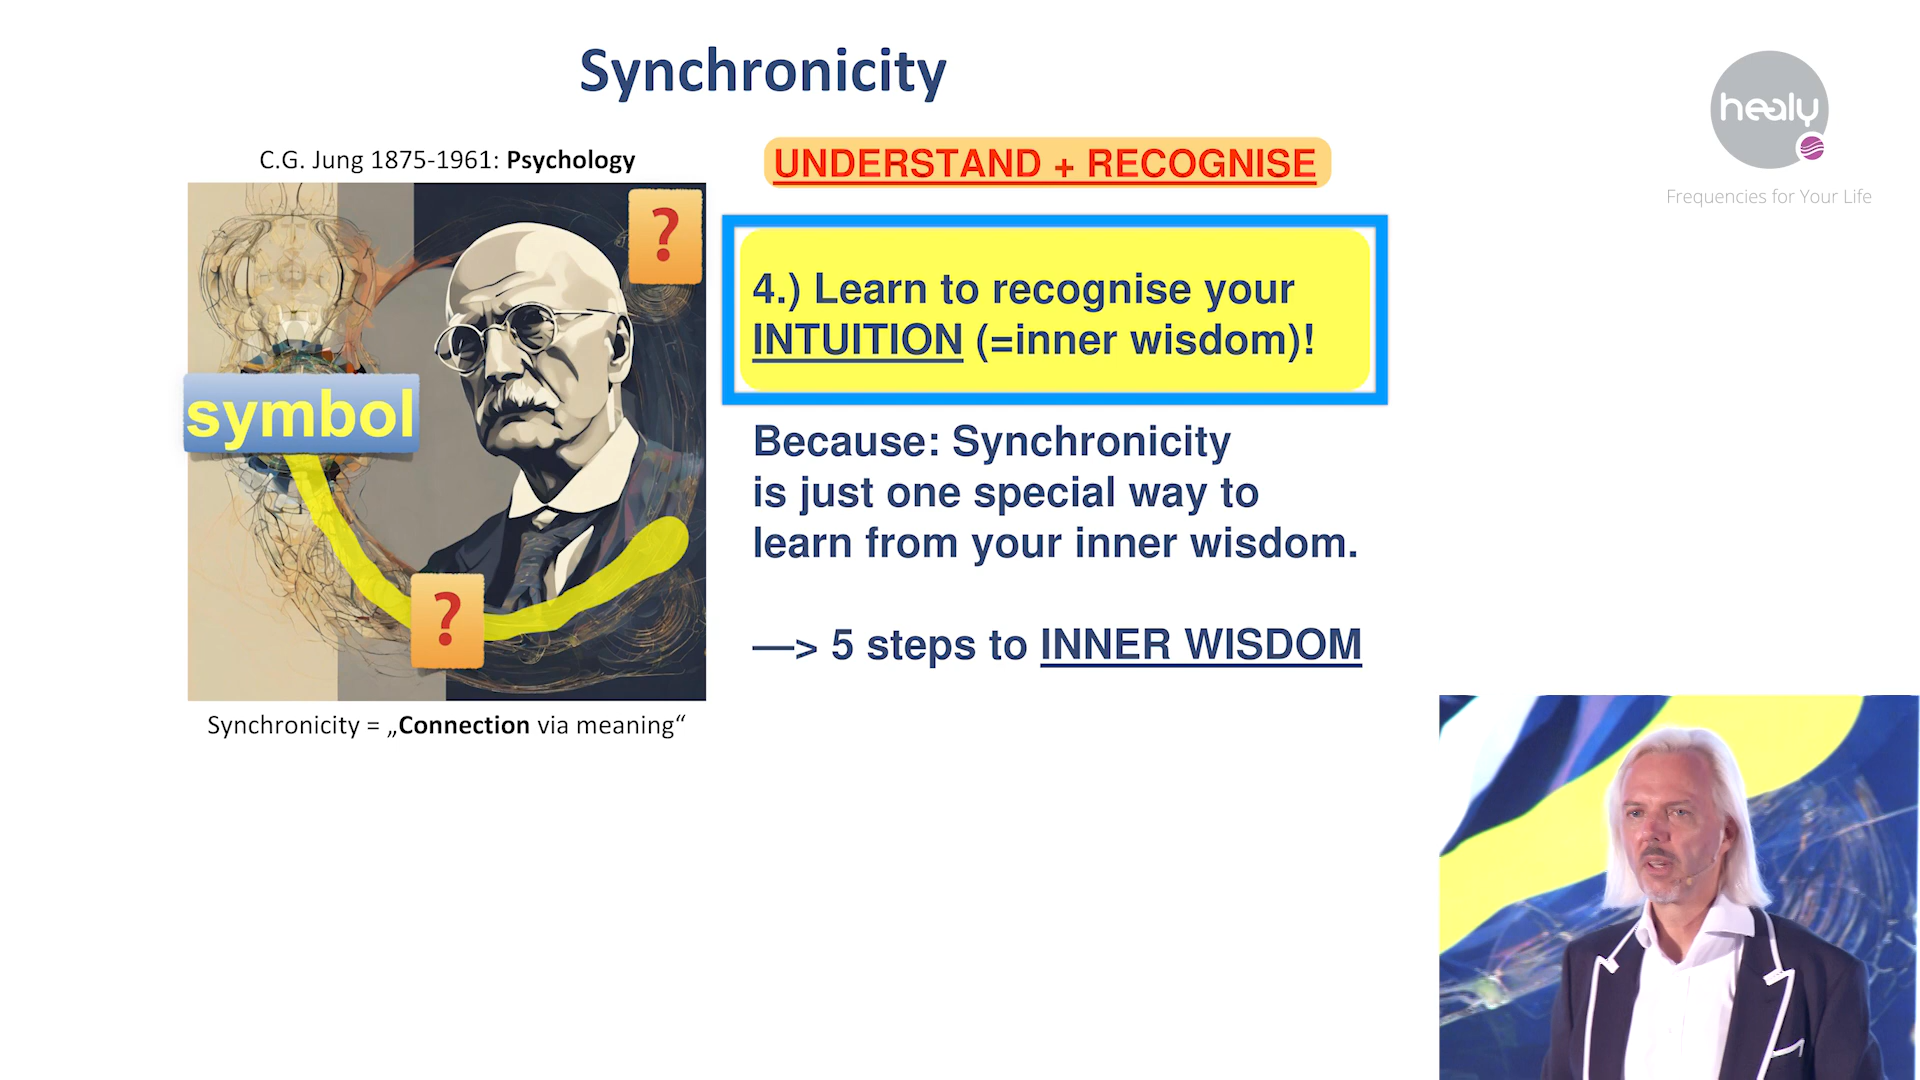 Synchronicity
healy
Frequencies for Your Life
C.G. Jung 1875-1961: Psychology
?
symbol
?
Synchronicity = „Connection via meaning“
UNDERSTAND + RECOGNISE
4.) Learn to recognise your
INTUITION (=inner wisdom)!
Because: Synchronicity
is just one special way to
learn from your inner wisdom.
—> 5 steps to INNER WISDOM